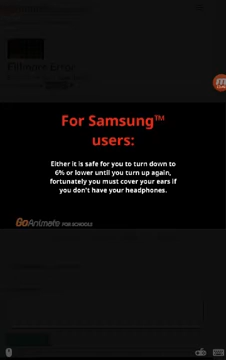 For Samsung™
users:
Either it is safe for you to turn down to
6% or lower until you turn up again,
fortunately you must cover your ears if
you don't have your headphones.
GoAnimate FOR SCHOOLS